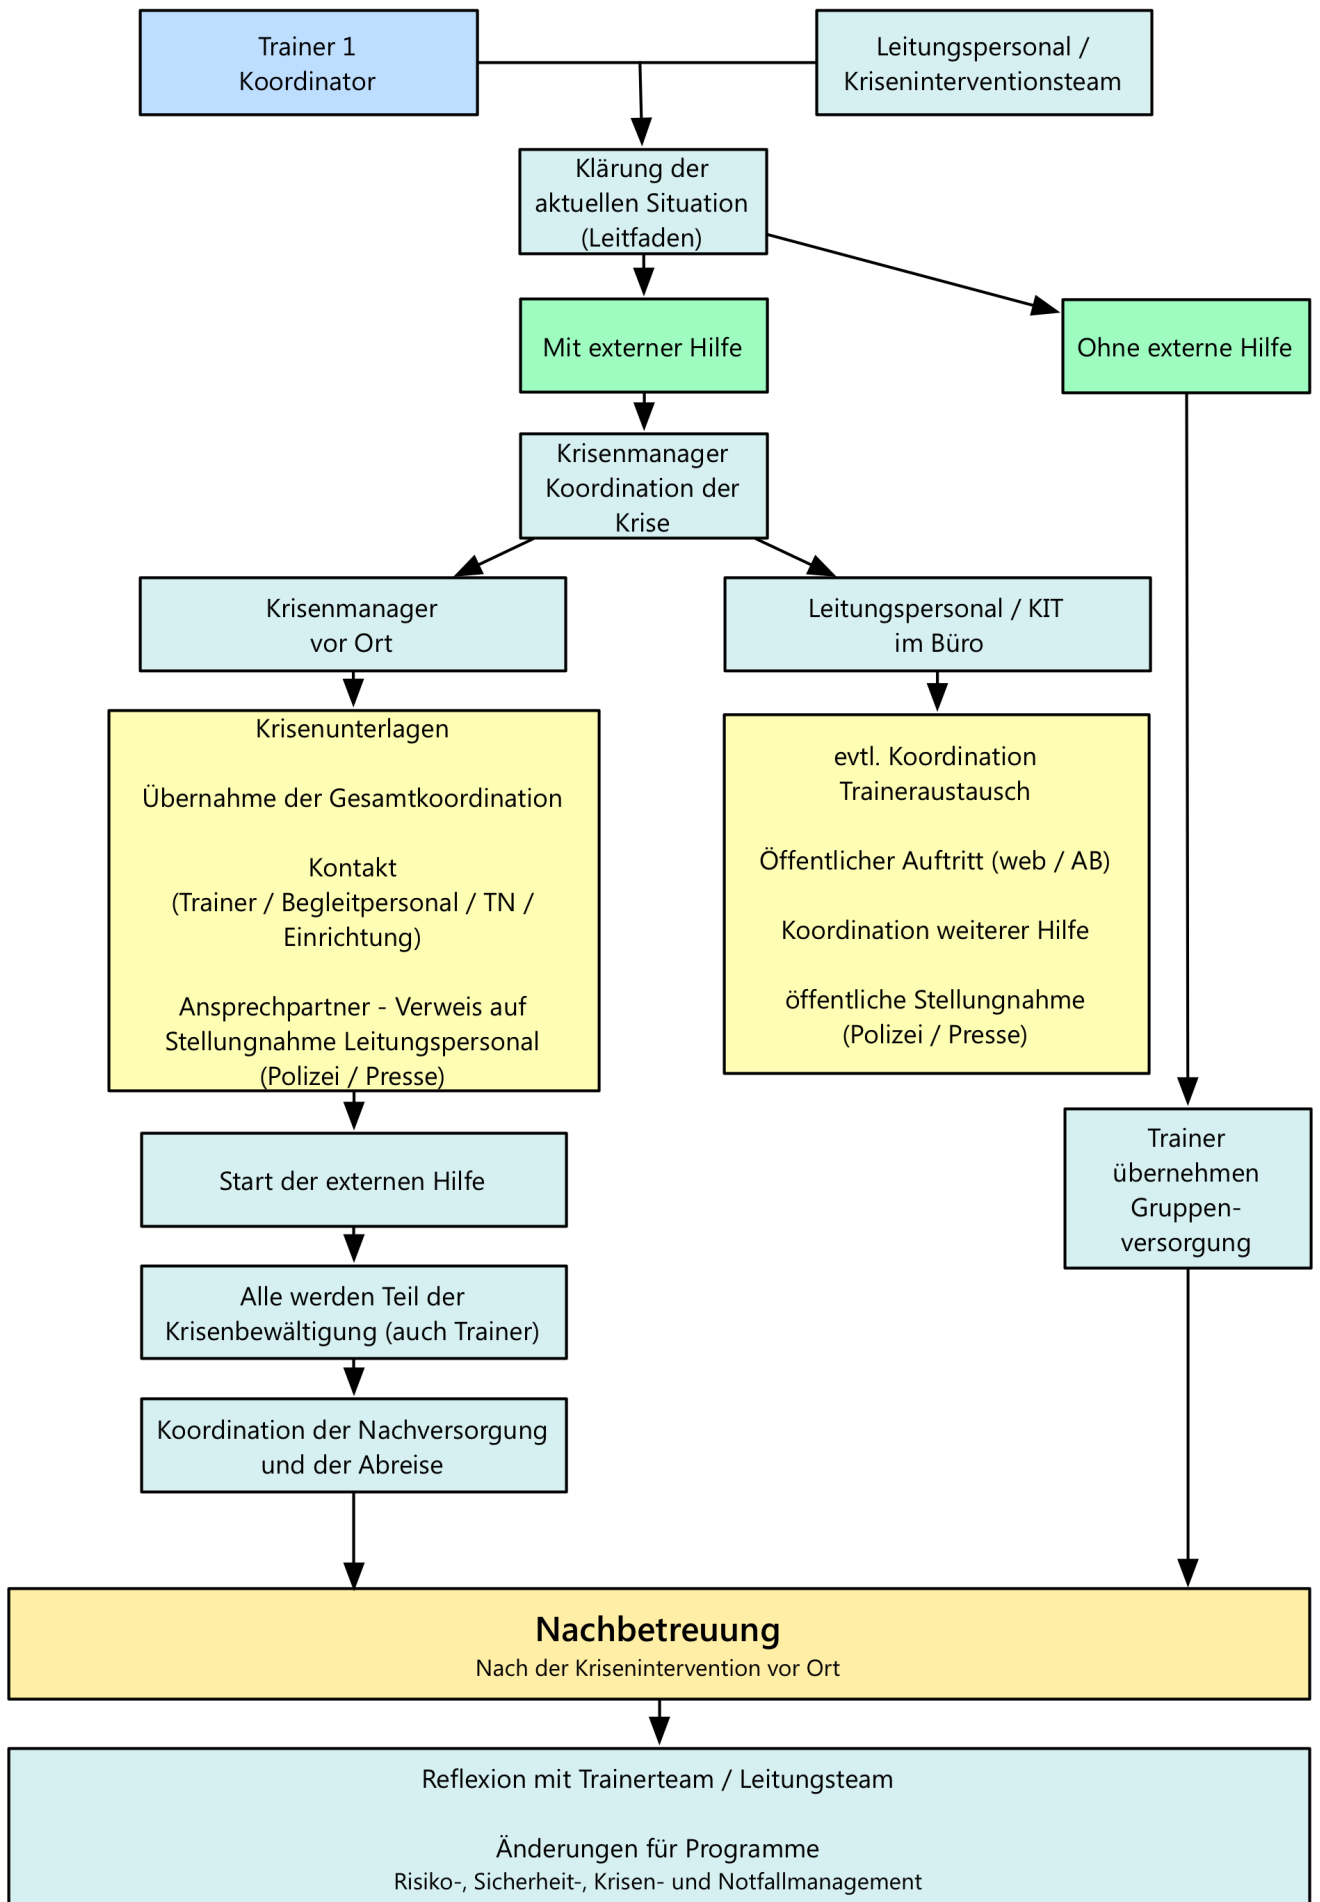 Trainer 1
Koordinator
Leitungspersonal /
Kriseninterventionsteam
Klärung der
aktuellen Situation
(Leitfaden)
Mit externer Hilfe
Ohne externe Hilfe
Krisenmanager
Koordination der
Krise
Krisenmanager
vor Ort
Leitungspersonal / KIT
im Büro
Krisenunterlagen
Übernahme der Gesamtkoordination
Kontakt
(Trainer / Begleitpersonal / TN /
Einrichtung)
Ansprechpartner - Verweis auf
Stellungnahme Leitungspersonal
(Polizei / Presse)
evtl. Koordination
Traineraustausch
Öffentlicher Auftritt (web / AB)
Koordination weiterer Hilfe
öffentliche Stellungnahme
(Polizei / Presse)
Start der externen Hilfe
Trainer
übernehmen
Gruppen-
versorgung
Alle werden Teil der
Krisenbewältigung (auch Trainer)
Koordination der Nachversorgung
und der Abreise
Nachbetreuung
Nach der Krisenintervention vor Ort
Reflexion mit Trainerteam / Leitungsteam
Änderungen für Programme
Risiko-, Sicherheit-, Krisen- und Notfallmanagement